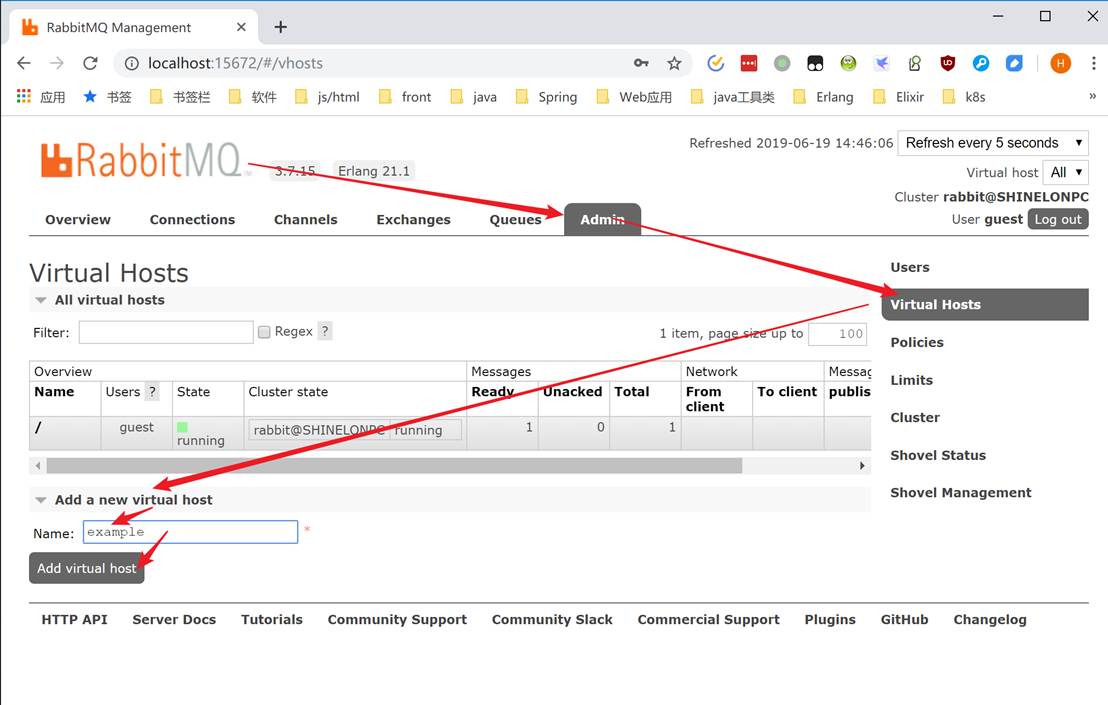 RabbitMQ Management
localhost:15672/#/vhosts
应用 书签 书签栏 软件 js/html front java Spring Web应用 java工具类 Erlang Elixir k8s »
Refreshed 2019-06-19 14:46:06 Refresh every 5 seconds
RabbitMQ TM 3.7.15 Erlang 21.1
Virtual host All
Cluster rabbit@SHINELONPC
User guest Log out
Overview Connections Channels Exchanges Queues Admin
Virtual Hosts
All virtual hosts
Filter: Regex ?
1 item, page size up to 100
Overview Messages Network Messag
Name Users ? State Cluster state Ready Unacked Total From client To client publis
/ guest running rabbit@SHINELONPC running 1 0 1
Add a new virtual host
Name: example *
Add virtual host
Users
Virtual Hosts
Policies
Limits
Cluster
Shovel Status
Shovel Management
HTTP API Server Docs Tutorials Community Support Community Slack Commercial Support Plugins GitHub Changelog